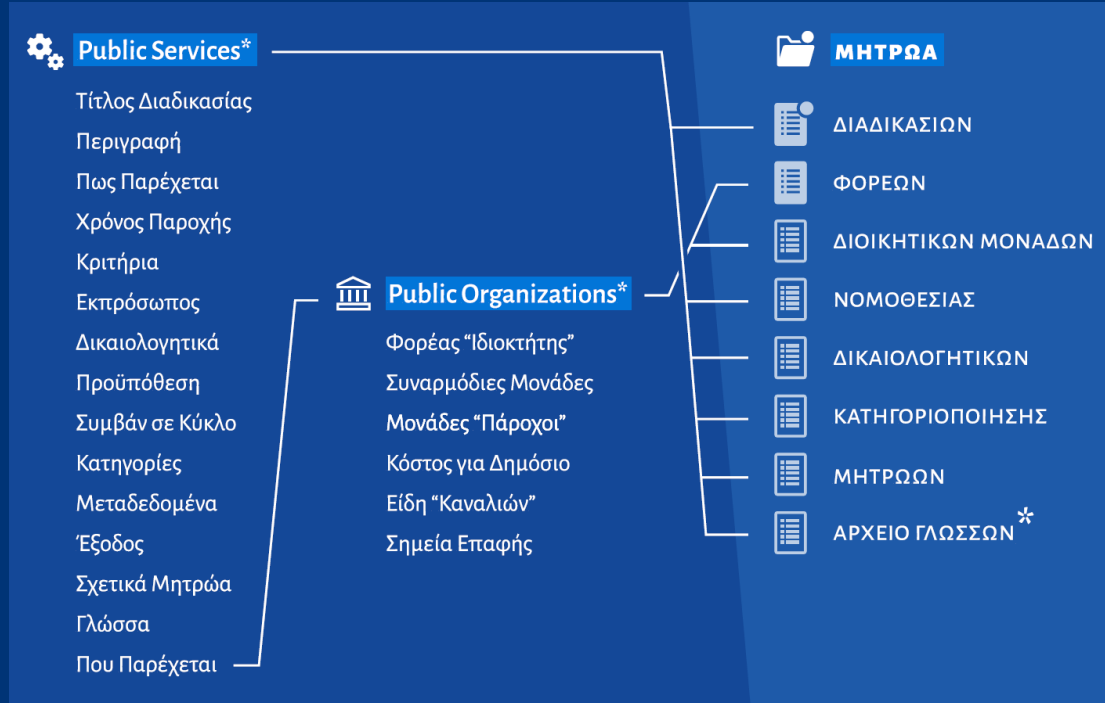 Public Services*
Τίτλος Διαδικασίας
Περιγραφή
Πως Παρέχεται
Χρόνος Παροχής
Κριτήρια
Εκπρόσωπος
Δικαιολογητικά
Προϋπόθεση
Συμβάν σε Κύκλο
Κατηγορίες
Μεταδεδομένα
Έξοδος
Σχετικά Μητρώα
Γλώσσα
Που Παρέχεται
Public Organizations*
Φορέας “Ιδιοκτήτης”
Συναρμόδιες Μονάδες
Μονάδες “Πάροχοι”
Κόστος για Δημόσιο
Είδη “Καναλιών”
Σημεία Επαφής
ΜΗΤΡΩΑ
ΔΙΑΔΙΚΑΣΙΩΝ
ΦΟΡΕΩΝ
ΔΙΟΙΚΗΤΙΚΩΝ ΜΟΝΑΔΩΝ
ΝΟΜΟΘΕΣΙΑΣ
ΔΙΚΑΙΟΛΟΓΗΤΙΚΩΝ
ΚΑΤΗΓΟΡΙΟΠΟΙΗΣΗΣ
ΜΗΤΡΩΩΝ
ΑΡΧΕΙΟ ΓΛΩΣΣΩΝ*